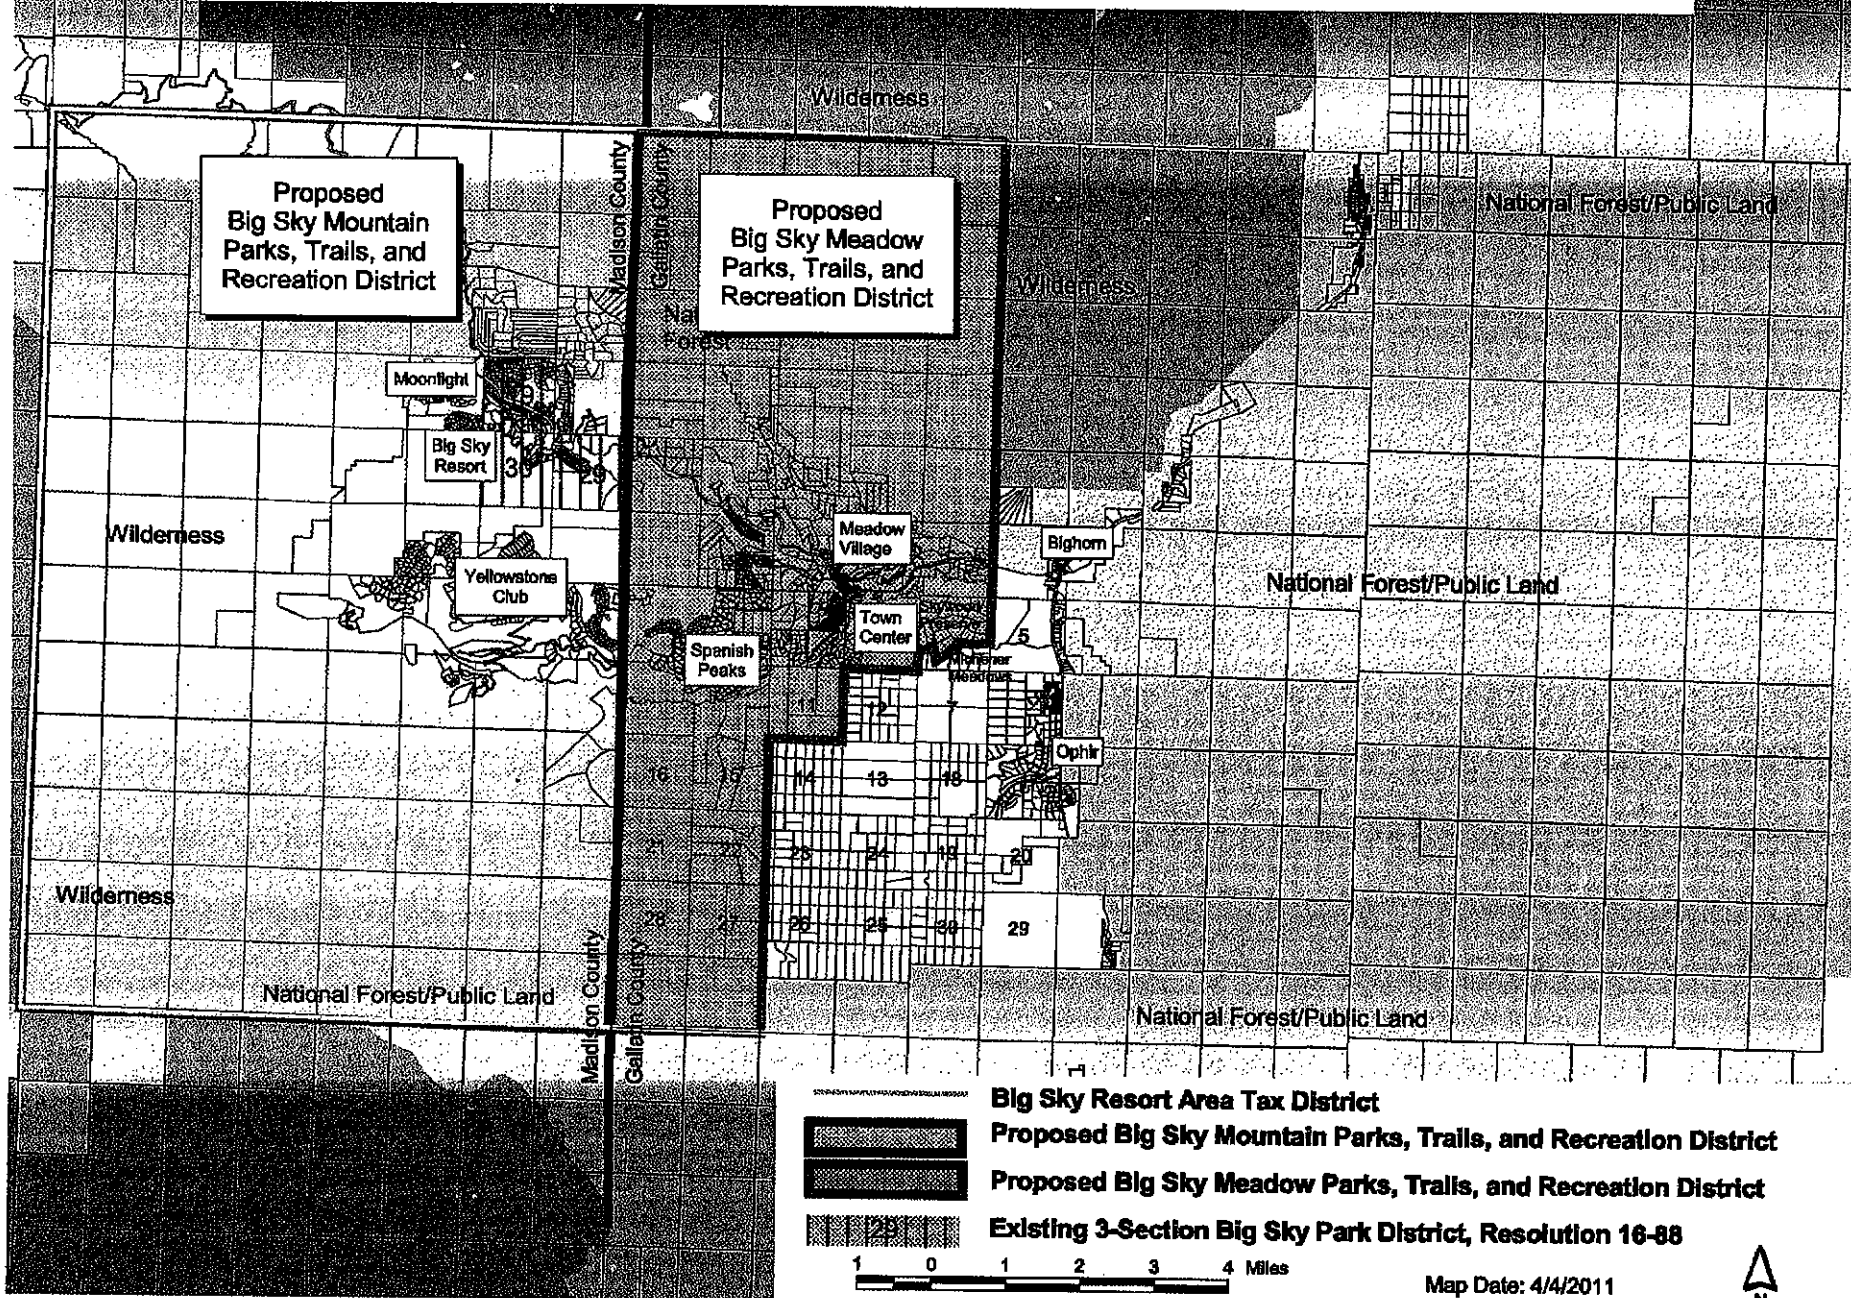 Wilderness
Madison County
Gallatin County
Proposed
Big Sky Mountain
Parks, Trails, and
Recreation District
Proposed
Big Sky Meadow
Parks, Trails, and
Recreation District
National Forest/Public Land
Wilderness
Forest
Moonlight
Big Sky
Resort
30
29
Wilderness
Meadow
Village
Bighorn
Yellowstone
Club
National Forest/Public Land
Town
Center
5
Spanish
Peaks
Michener
Meadows
11
12
7
Ophir
16
15
14
13
18
21
22
23
24
19
20
Wilderness
28
27
26
25
30
29
Madison County
Gallatin County
National Forest/Public Land
National Forest/Public Land
Big Sky Resort Area Tax District
Proposed Big Sky Mountain Parks, Trails, and Recreation District
Proposed Big Sky Meadow Parks, Trails, and Recreation District
29
Existing 3-Section Big Sky Park District, Resolution 16-88
1 0 1 2 3 4 Miles
Map Date: 4/4/2011
N